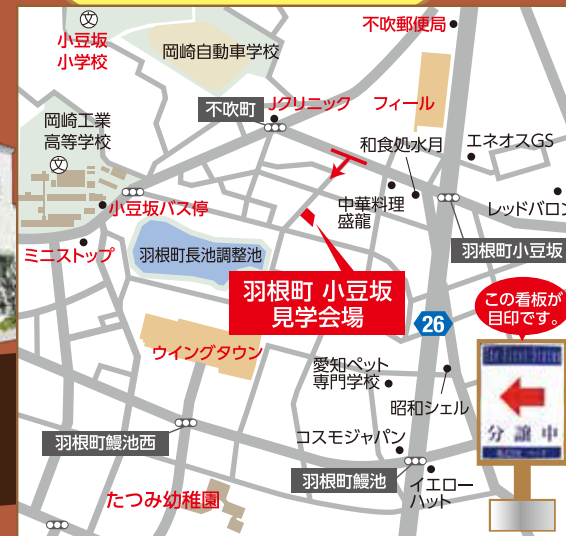 不吹郵便局
小豆坂
小学校
文
岡崎自動車学校
不吹町
Jクリニック
フィール
岡崎工業
高等学校
文
和食処水月
エネオスGS
小豆坂バス停
中華料理
盛龍
レッドバロン
ミニストップ
羽根町長池調整池
羽根町小豆坂
羽根町 小豆坂
見学会場
この看板が
目印です。
26
ウイングタウン
愛知ペット
専門学校
昭和シェル
分譲中
羽根町鰻池西
コスモジャパン
羽根町鰻池
イエロー
ハット
たつみ幼稚園